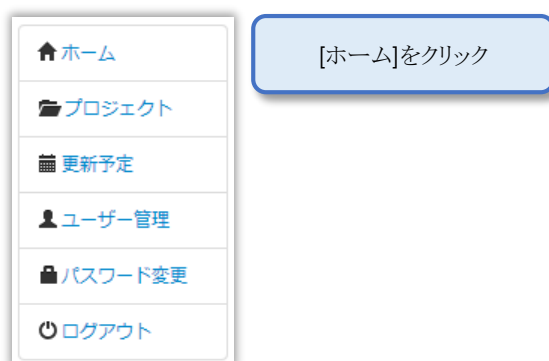 ホーム
[ホーム]をクリック
プロジェクト
更新予定
ユーザー管理
パスワード変更
ログアウト